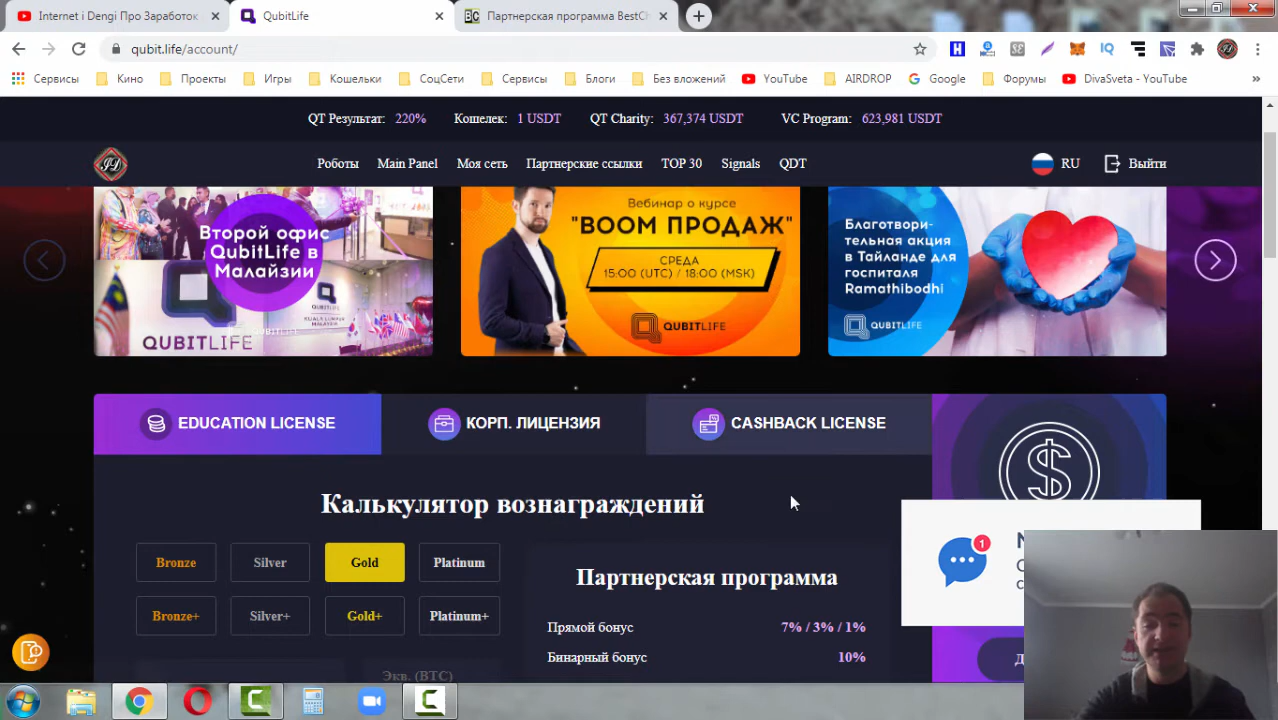 Internet i Dengi Про Заработок
QubitLife
Партнерская программа BestCh
qubit.life/account/
Сервисы
Кино
Проекты
Игры
Кошельки
СоцСети
Сервисы
Блоги
Без вложений
YouTube
AIRDROP
Google
Форумы
DivaSveta - YouTube
QT Результат: 220%
Кошелек: 1 USDT
QT Charity: 367,374 USDT
VC Program: 623,981 USDT
Роботы
Main Panel
Моя сеть
Партнерские ссылки
TOP 30
Signals
QDT
RU
Выйти
Второй офис
QubitLife в
Малайзии
QUBITLIFE
Вебинар о курсе
"BOOM ПРОДАЖ"
СРЕДА
15:00 (UTC) / 18:00 (MSK)
QUBITLIFE
Благотвори-
тельная акция
в Тайланде для
госпиталя
Ramathibodhi
QUBITLIFE
EDUCATION LICENSE
КОРП. ЛИЦЕНЗИЯ
CASHBACK LICENSE
Калькулятор вознаграждений
Bronze
Silver
Gold
Platinum
Bronze+
Silver+
Gold+
Platinum+
Экв. (BTC)
Партнерская программа
Прямой бонус 7% / 3% / 1%
Бинарный бонус 10%
1